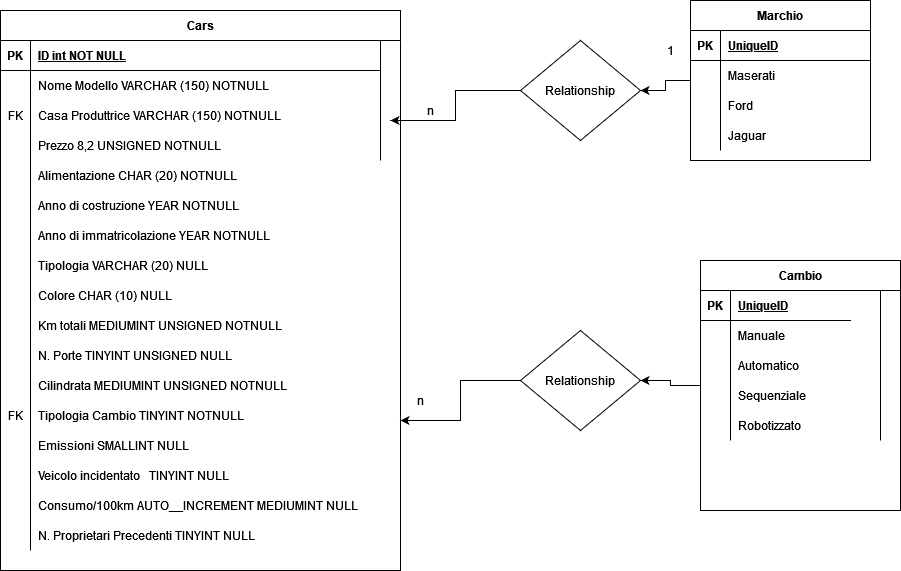 Cars
PK ID int NOT NULL
Nome Modello VARCHAR (150) NOTNULL
FK Casa Produttrice VARCHAR (150) NOTNULL
Prezzo 8,2 UNSIGNED NOTNULL
Alimentazione CHAR (20) NOTNULL
Anno di costruzione YEAR NOTNULL
Anno di immatricolazione YEAR NOTNULL
Tipologia VARCHAR (20) NULL
Colore CHAR (10) NULL
Km totali MEDIUMINT UNSIGNED NOTNULL
N. Porte TINYINT UNSIGNED NULL
Cilindrata MEDIUMINT UNSIGNED NOTNULL
FK Tipologia Cambio TINYINT NOTNULL
Emissioni SMALLINT NULL
Veicolo incidentato TINYINT NULL
Consumo/100km AUTO__INCREMENT MEDIUMINT NULL
N. Proprietari Precedenti TINYINT NULL
n
Relationship
1
Marchio
PK UniqueID
Maserati
Ford
Jaguar
n
Relationship
Cambio
PK UniqueID
Manuale
Automatico
Sequenziale
Robotizzato